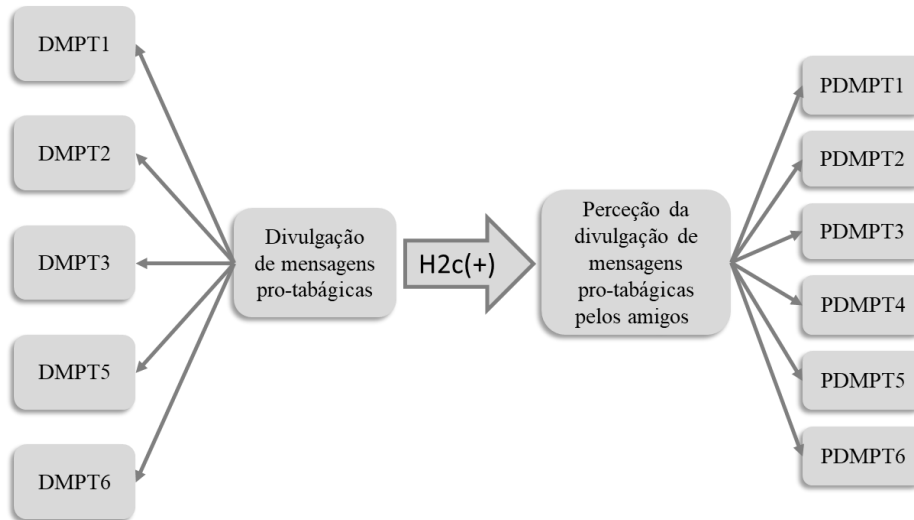 DMPT1
DMPT2
DMPT3
DMPT5
DMPT6
Divulgação
de mensagens
pro-tabágicas
H2c(+)
Perceção da
divulgação de
mensagens
pro-tabágicas
pelos amigos
PDMPT1
PDMPT2
PDMPT3
PDMPT4
PDMPT5
PDMPT6